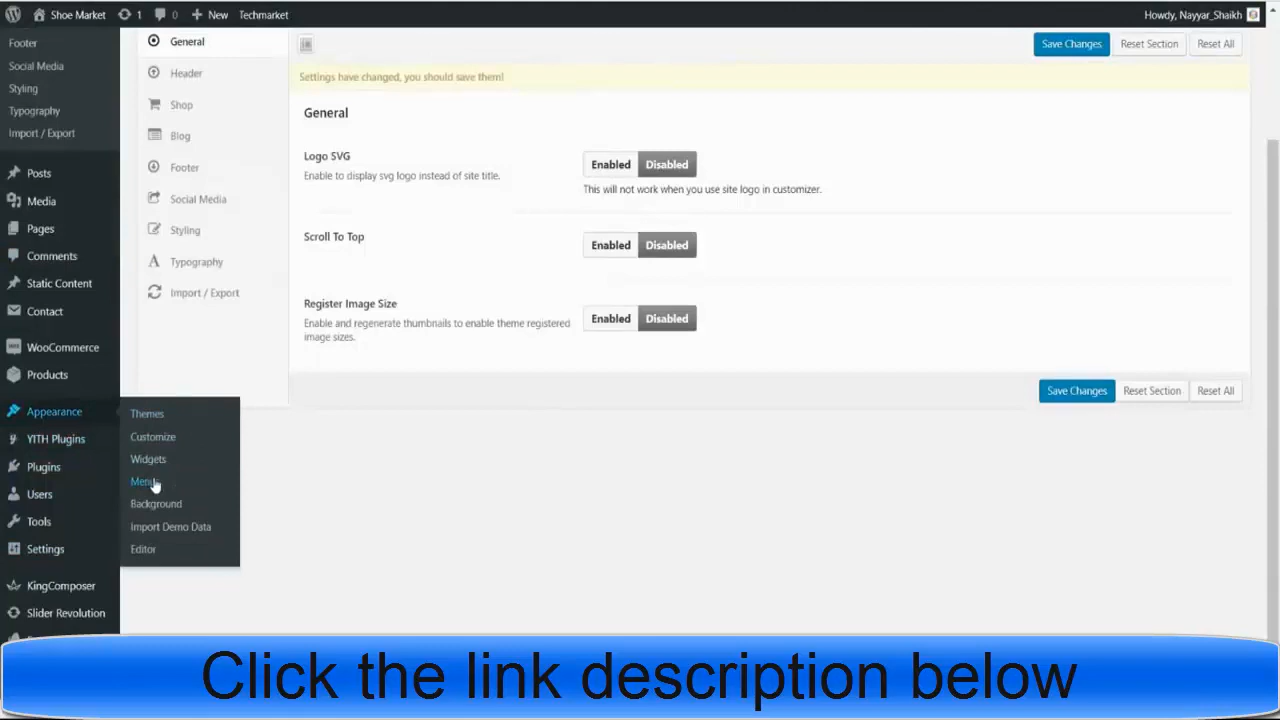 Shoe Market 1 0 New Techmarket Howdy, Nayyar_Shaikh
Footer
Social Media
Styling
Typography
Import / Export
Posts
Media
Pages
Comments
Static Content
Contact
WooCommerce
Products
Appearance
YITH Plugins
Plugins
Users
Tools
Settings
KingComposer
Slider Revolution
Themes
Customize
Widgets
Menus
Background
Import Demo Data
Editor
General
Header
Shop
Blog
Footer
Social Media
Styling
Typography
Import / Export
Save Changes Reset Section Reset All
Settings have changed, you should save them!
General
Logo SVG
Enable to display svg logo instead of site title.
Enabled Disabled
This will not work when you use site logo in customizer.
Scroll To Top
Enabled Disabled
Register Image Size
Enable and regenerate thumbnails to enable theme registered
image sizes.
Enabled Disabled
Save Changes Reset Section Reset All
Click the link description below